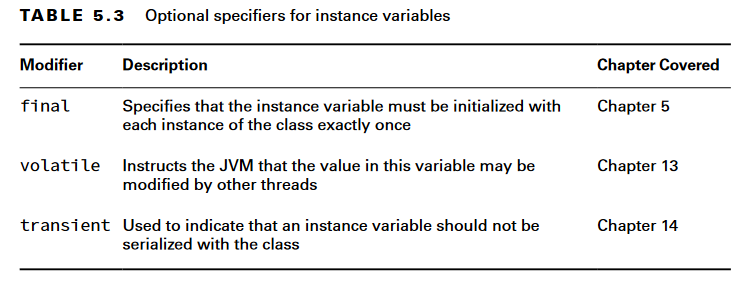 TABLE 5.3 Optional specifiers for instance variables
Modifier Description Chapter Covered
final Specifies that the instance variable must be initialized with Chapter 5
each instance of the class exactly once
volatile Instructs the JVM that the value in this variable may be Chapter 13
modified by other threads
transient Used to indicate that an instance variable should not be Chapter 14
serialized with the class